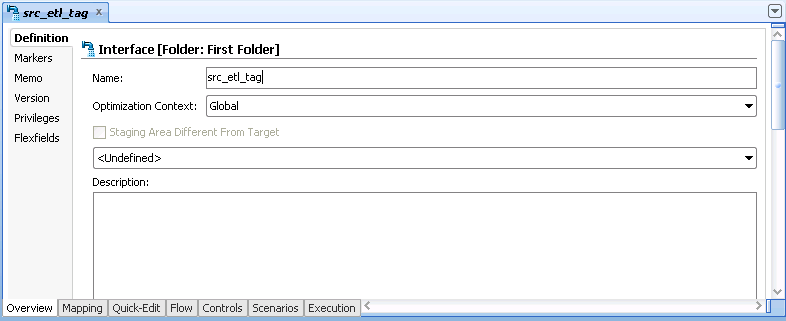 src_etl_tag x
Definition
Markers
Memo
Version
Privileges
Flexfields
Interface [Folder: First Folder]
Name: src_etl_tag
Optimization Context: Global
Staging Area Different From Target
<Undefined>
Description:
Overview Mapping Quick-Edit Flow Controls Scenarios Execution